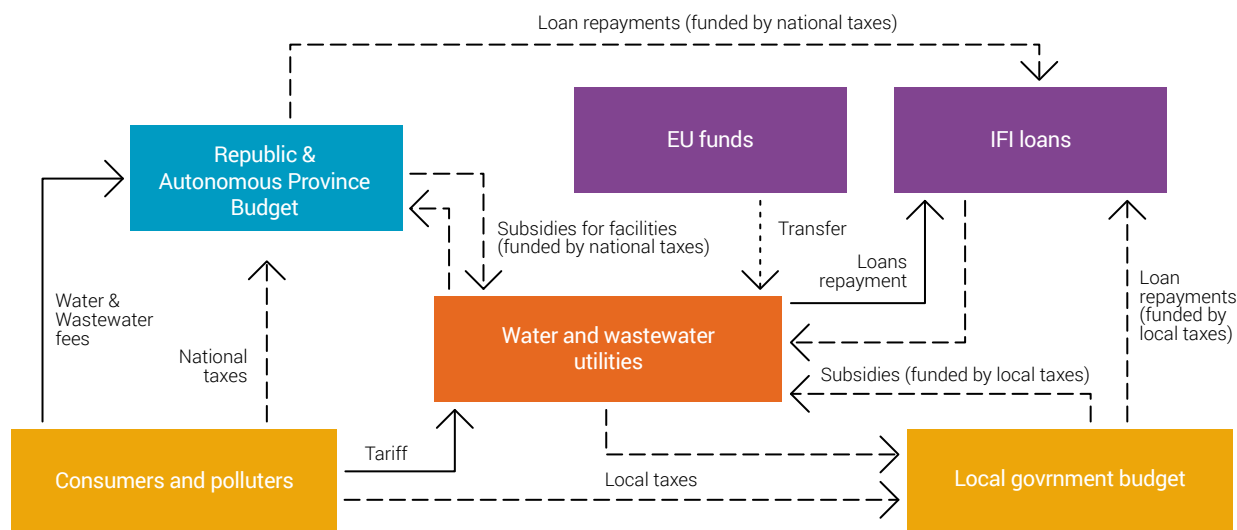 Loan repayments (funded by national taxes)
EU funds
IFI loans
Republic &
Autonomous Province
Budget
Subsidies for facilities
(funded by national taxes)
Transfer
Loans
repayment
Loan
repayments
(funded by
local taxes)
Water &
Wastewater
fees
National
taxes
Water and wastewater
utilities
Subsidies (funded by local taxes)
Tariff
Consumers and polluters
Local taxes
Local govrnment budget